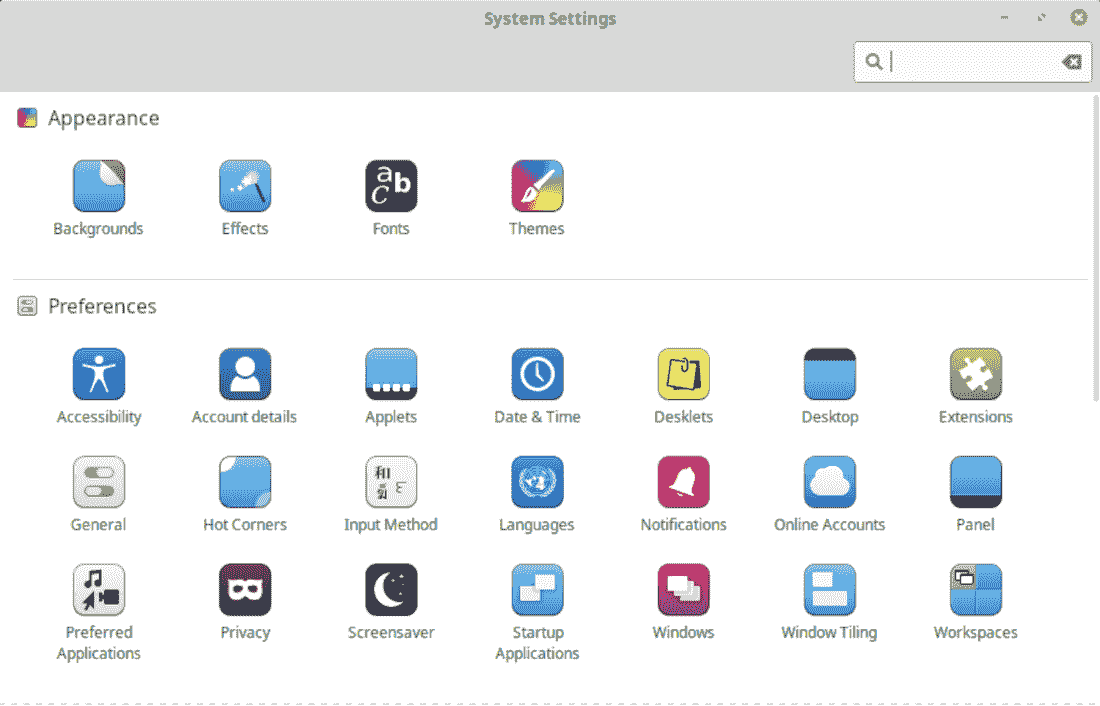 System Settings
Appearance
Backgrounds
Effects
Fonts
Themes
Preferences
Accessibility
Account details
Applets
Date & Time
Desklets
Desktop
Extensions
General
Hot Corners
Input Method
Languages
Notifications
Online Accounts
Panel
Preferred
Applications
Privacy
Screensaver
Startup
Applications
Windows
Window Tiling
Workspaces